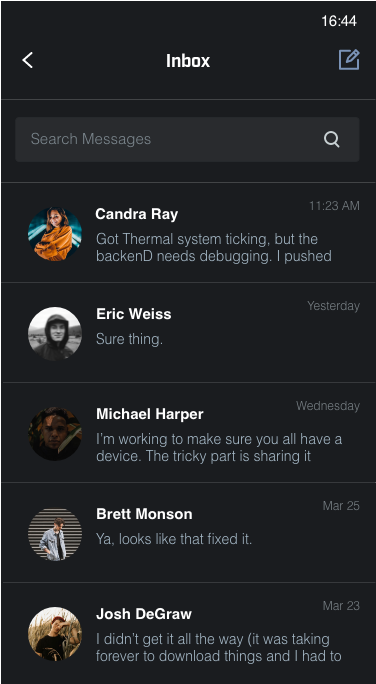 16:44
Inbox
Search Messages
11:23 AM
Candra Ray
Got Thermal system ticking, but the
backenD needs debugging. I pushed
Yesterday
Eric Weiss
Sure thing.
Wednesday
Michael Harper
I'm working to make sure you all have a
device. The tricky part is sharing it
Mar 25
Brett Monson
Ya, looks like that fixed it.
Mar 23
Josh DeGraw
I didn't get it all the way (it was taking
forever to download things and I had to